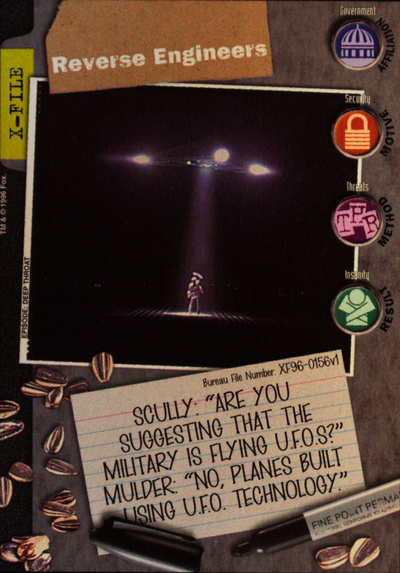 Government
AFFILIATION
Reverse Engineers
X-FILE
Security
MOTIVE
Threats
TPR
METHOD
Insanity
RESULT
TM & © 1996 Fox.
EPISODE: DEEP THROAT
Bureau File Number: XF96-0156v1
SCULLY: "ARE YOU
SUGGESTING THAT THE
MILITARY IS FLYING U.F.O.S?"
MULDER: "NO, PLANES BUILT
USING U.F.O. TECHNOLOGY."
FINE POINT PERMA